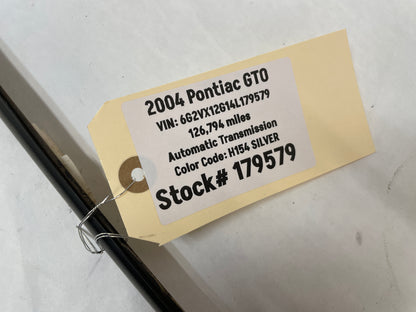 2004 Pontiac GTO
VIN: 6G2VX12G14L179579
126,794 miles
Automatic Transmission
Color Code: H154 SILVER
Stock# 179579